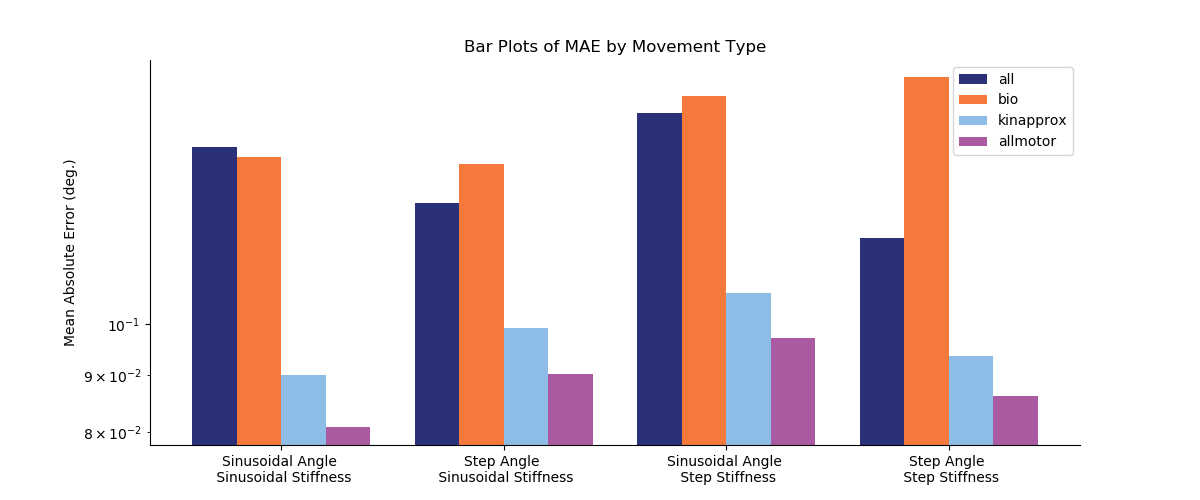 Bar Plots of MAE by Movement Type
all
bio
kinapprox
allmotor
Mean Absolute Error (deg.)
10⁻¹
9 × 10⁻²
8 × 10⁻²
Sinusoidal Angle
Sinusoidal Stiffness
Step Angle
Sinusoidal Stiffness
Sinusoidal Angle
Step Stiffness
Step Angle
Step Stiffness